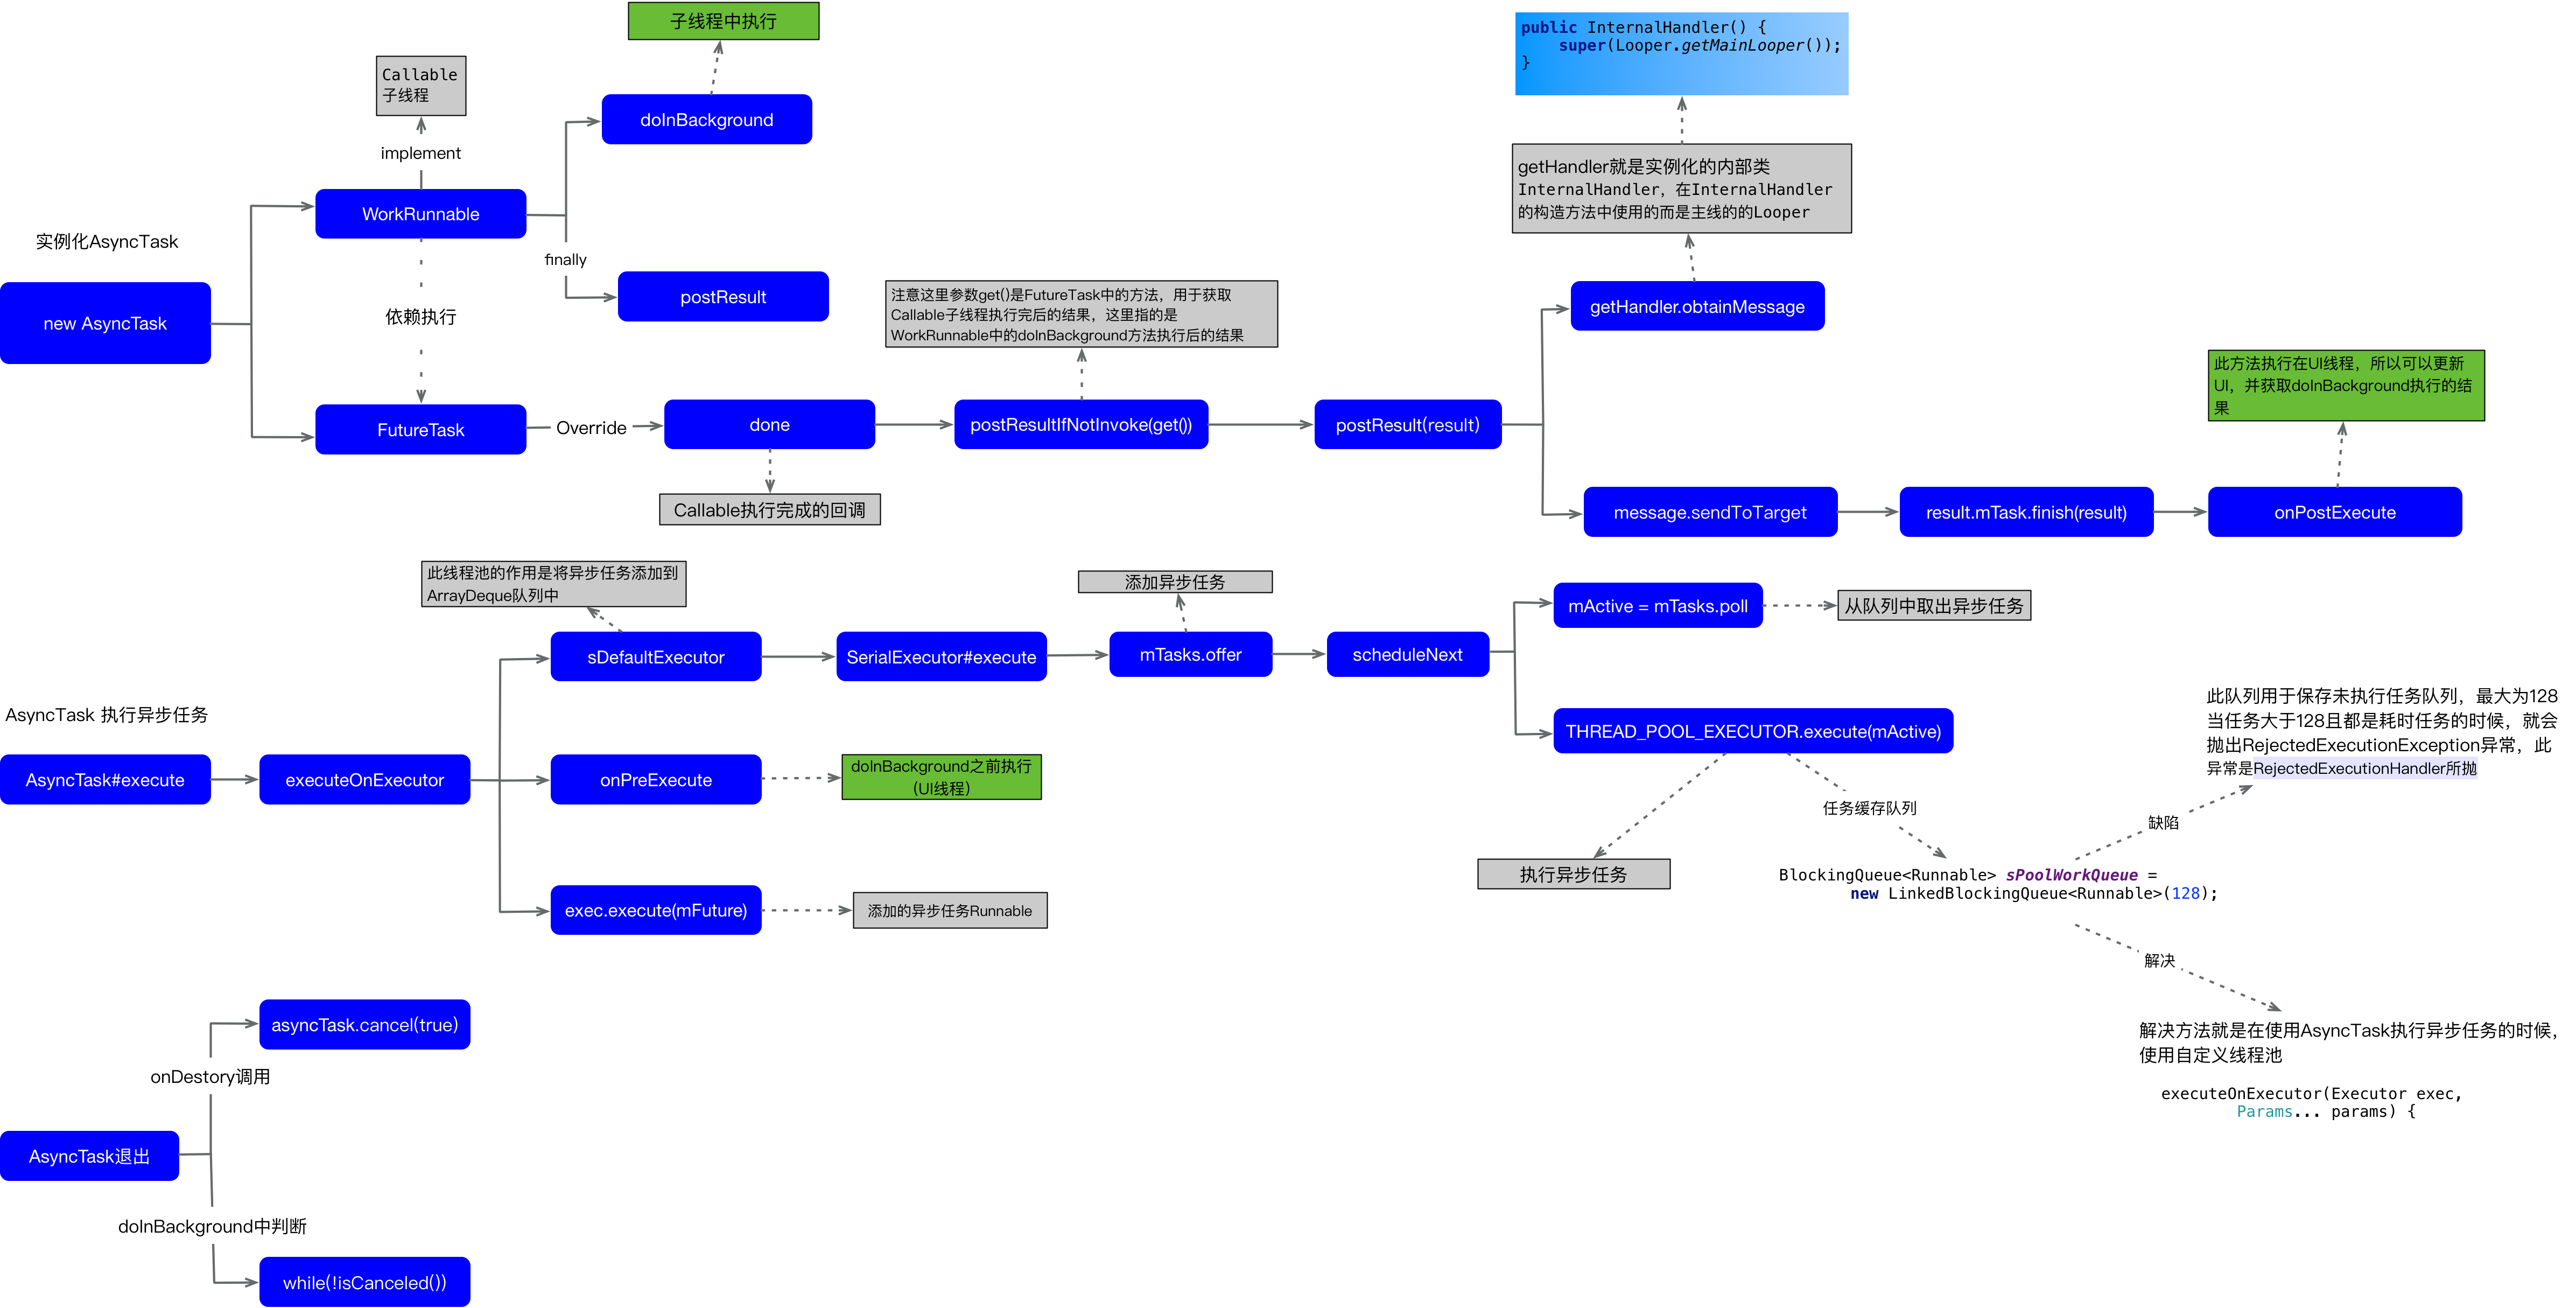 子线程中执行
public InternalHandler() {
super(Looper.getMainLooper());
}
Callable
子线程
doInBackground
implement
getHandler就是实例化的内部类
InternalHandler，在InternalHandler
的构造方法中使用的而是主线的的Looper
WorkRunnable
实例化AsyncTask
finally
postResult
new AsyncTask
依赖执行
注意这里参数get()是FutureTask中的方法，用于获取
Callable子线程执行完后的结果，这里指的是
WorkRunnable中的doInBackground方法执行后的结果
getHandler.obtainMessage
此方法执行在UI线程，所以可以更新
UI，并获取doInBackground执行的结
果
FutureTask
Override
done
postResultIfNotInvoke(get())
postResult(result)
Callable执行完成的回调
message.sendToTarget
result.mTask.finish(result)
onPostExecute
此线程池的作用是将异步任务添加到
ArrayDeque队列中
添加异步任务
mActive = mTasks.poll
从队列中取出异步任务
sDefaultExecutor
SerialExecutor#execute
mTasks.offer
scheduleNext
AsyncTask 执行异步任务
THREAD_POOL_EXECUTOR.execute(mActive)
此队列用于保存未执行任务队列，最大为128
当任务大于128且都是耗时任务的时候，就会
抛出RejectedExecutionException异常，此
异常是RejectedExecutionHandler所抛
AsyncTask#execute
executeOnExecutor
onPreExecute
doInBackground之前执行
（UI线程）
任务缓存队列
缺陷
执行异步任务
BlockingQueue<Runnable> sPoolWorkQueue =
new LinkedBlockingQueue<Runnable>(128);
exec.execute(mFuture)
添加的异步任务Runnable
解决
解决方法就是在使用AsyncTask执行异步任务的时候，
使用自定义线程池
executeOnExecutor(Executor exec,
Params... params) {
asyncTask.cancel(true)
onDestory调用
AsyncTask退出
doInBackground中判断
while(!isCanceled())